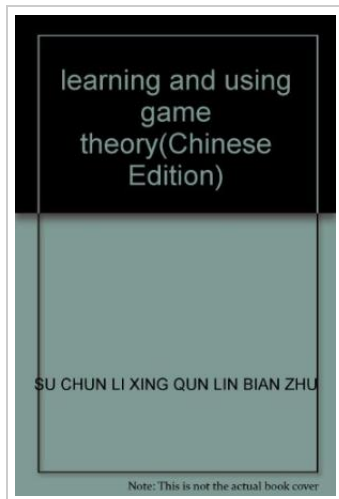 learning and using
game
theory(Chinese
Edition)
SU CHUN LI XING QUN LIN BIAN ZHU
Note: This is not the actual book cover